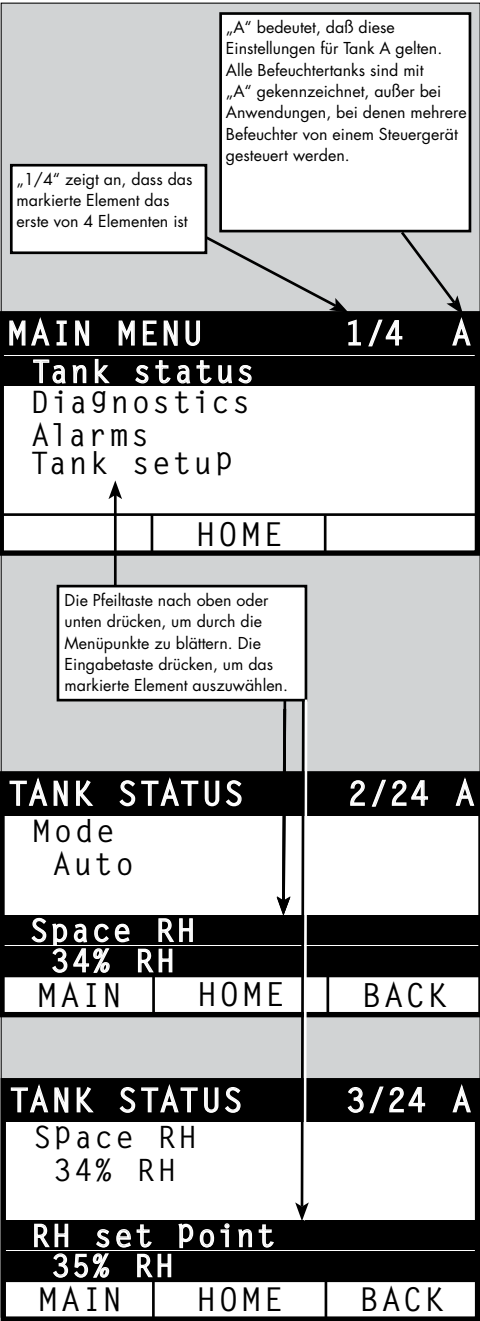 „A“ bedeutet, daß diese
Einstellungen für Tank A gelten.
Alle Befeuchtertanks sind mit
„A“ gekennzeichnet, außer bei
Anwendungen, bei denen mehrere
Befeuchter von einem Steuergerät
gesteuert werden.
„1/4“ zeigt an, dass das
markierte Element das
erste von 4 Elementen ist
MAIN MENU 1/4 A
Tank status
Diagnostics
Alarms
Tank setup
HOME
Die Pfeiltaste nach oben oder
unten drücken, um durch die
Menüpunkte zu blättern. Die
Eingabetaste drücken, um das
markierte Element auszuwählen.
TANK STATUS 2/24 A
Mode
Auto
Space RH
34% RH
MAIN HOME BACK
TANK STATUS 3/24 A
Space RH
34% RH
RH set point
35% RH
MAIN HOME BACK